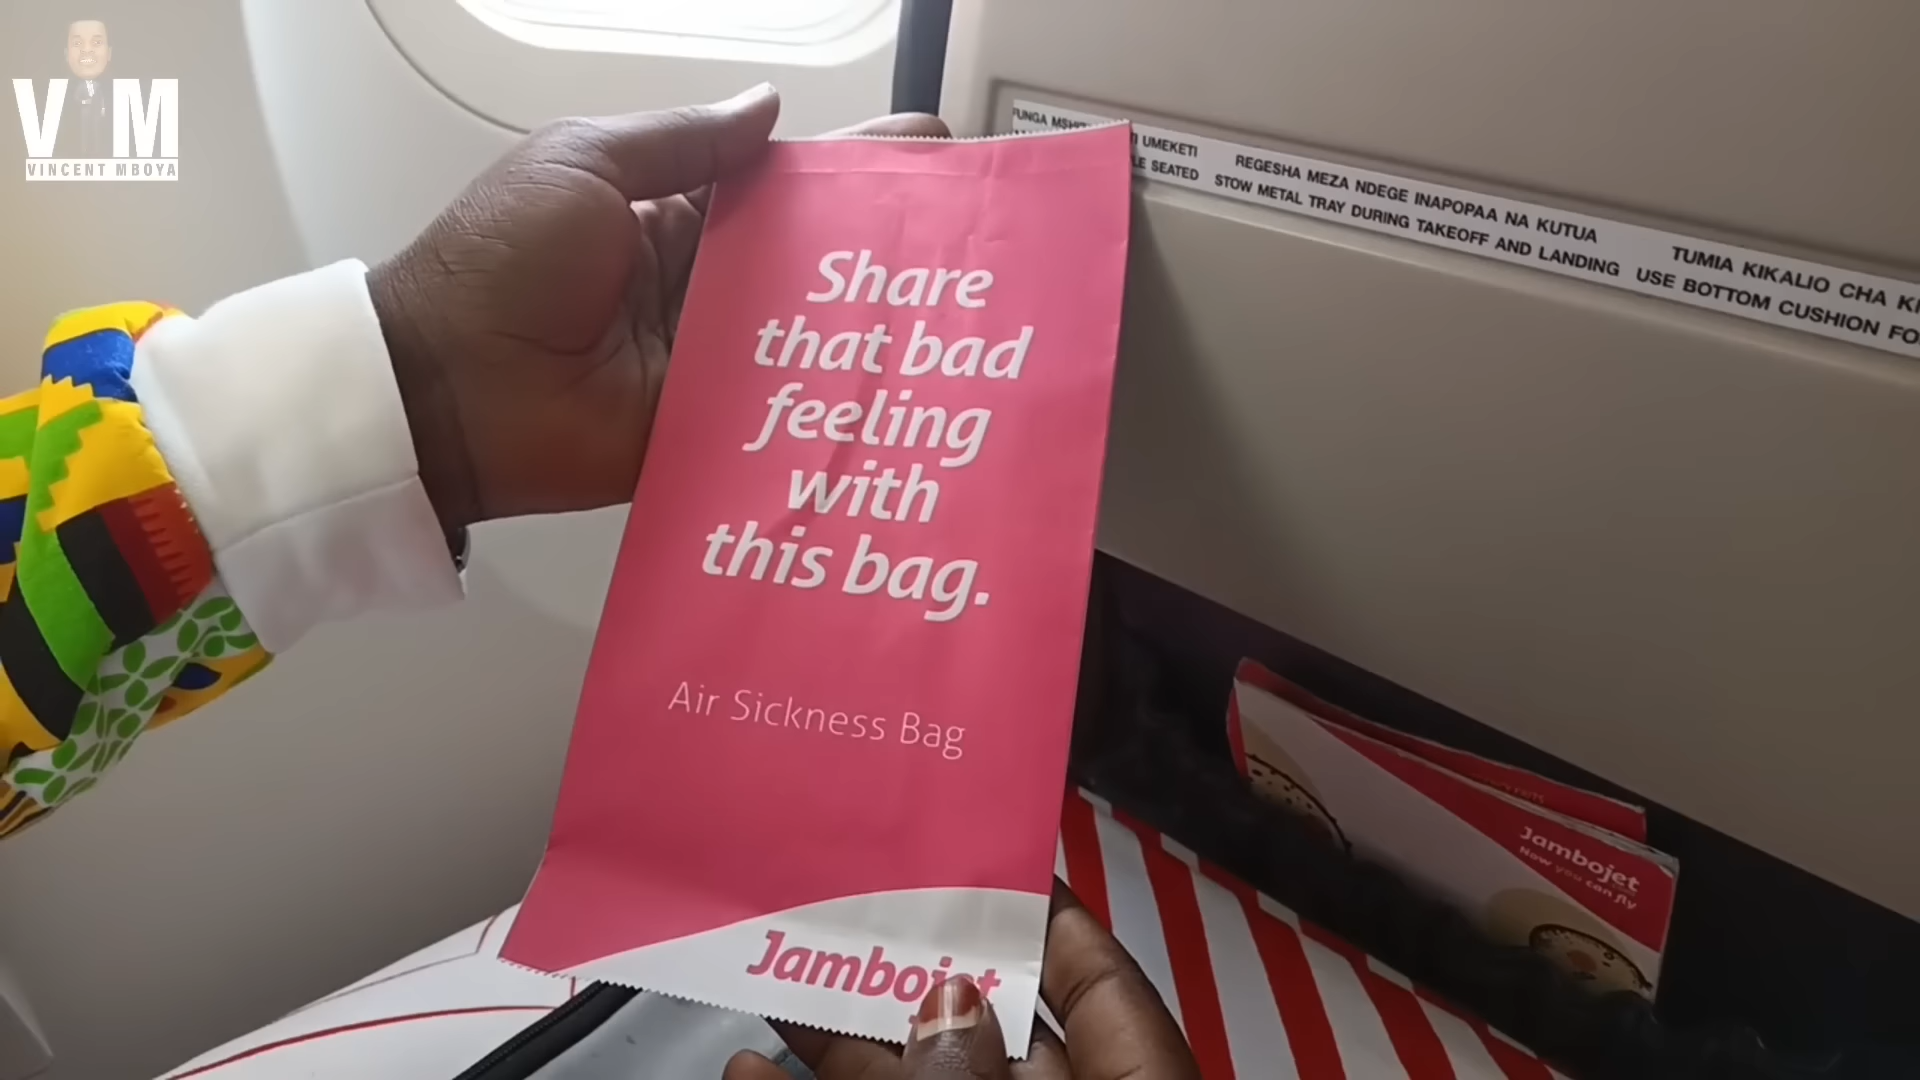 VM
VINCENT MBOYA
FUNGA
UMEKETI
SEATED
REGESHA MEZA NDEGE INAPOPAA NA KUTUA
STOW METAL TRAY DURING TAKEOFF AND LANDING
TUMIA KIKALIO CHA
USE BOTTOM CUSHION
Share
that bad
feeling
with
this bag.
Air Sickness Bag
Jambojet
Jambojet
Now you can fly